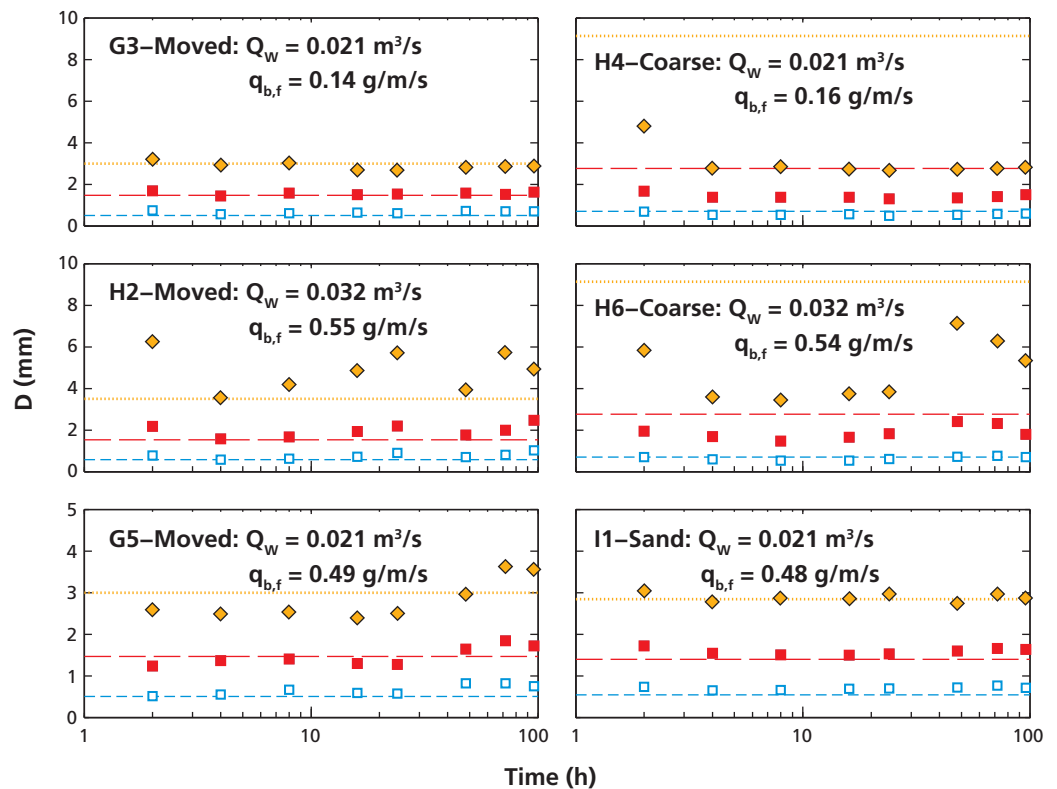 G3–Moved: Q_W = 0.021 m³/s
q_b,f = 0.14 g/m/s
H4–Coarse: Q_W = 0.021 m³/s
q_b,f = 0.16 g/m/s
10
8
6
4
2
0
H2–Moved: Q_W = 0.032 m³/s
q_b,f = 0.55 g/m/s
H6–Coarse: Q_W = 0.032 m³/s
q_b,f = 0.54 g/m/s
10
8
6
4
2
0
D (mm)
G5–Moved: Q_W = 0.021 m³/s
q_b,f = 0.49 g/m/s
I1–Sand: Q_W = 0.021 m³/s
q_b,f = 0.48 g/m/s
5
4
3
2
1
0
1 10 100 1 10 100
Time (h)